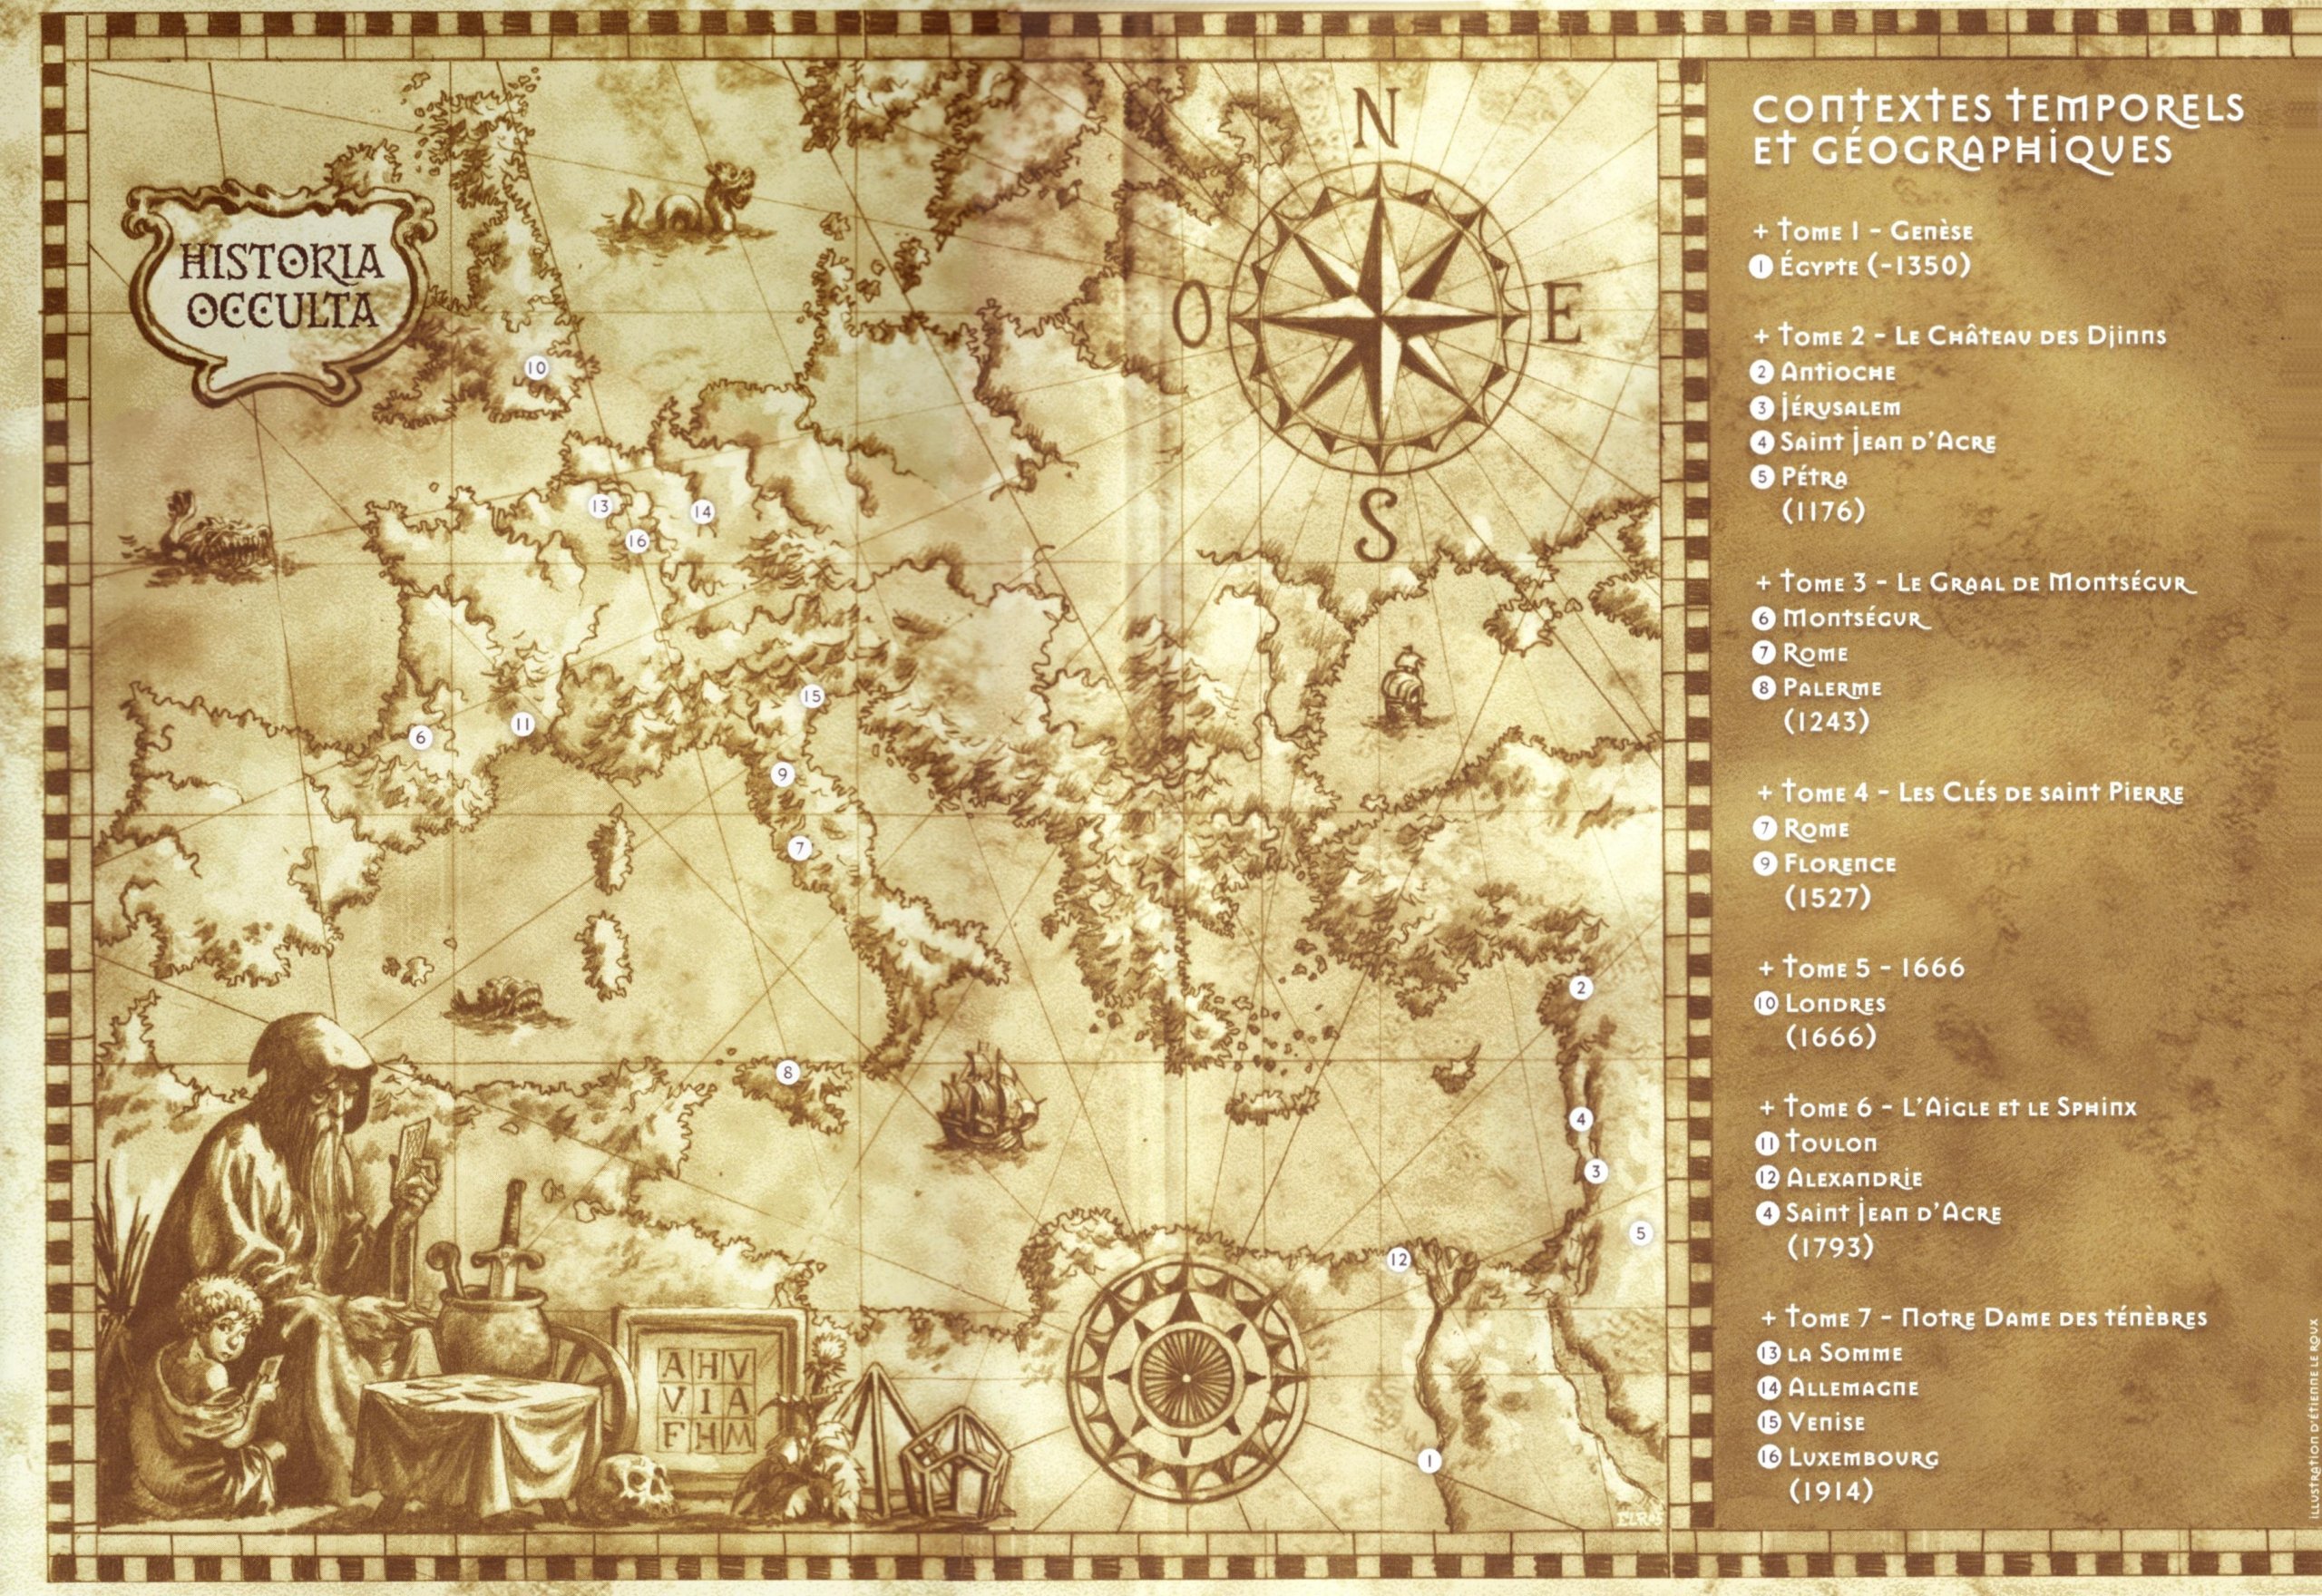 HISTORIA
OCCULTA
N
O
E
S
10
13
14
16
15
11
6
9
7
8
2
4
3
5
12
1
A H V
V I A
F H M
CONTEXTES TEMPORELS
ET GÉOGRAPHIQUES
+ Tome 1 - Genèse
1 Égypte (-1350)
+ Tome 2 - Le Château des Djinns
2 Antioche
3 Jérusalem
4 Saint Jean d'Acre
5 Pétra
(1176)
+ Tome 3 - Le Graal de Montségur
6 Montségur
7 Rome
8 Palerme
(1243)
+ Tome 4 - Les Clés de saint Pierre
7 Rome
9 Florence
(1527)
+ Tome 5 - 1666
10 Londres
(1666)
+ Tome 6 - L'Aigle et le Sphinx
11 Toulon
12 Alexandrie
4 Saint Jean d'Acre
(1793)
+ Tome 7 - Notre Dame des ténèbres
13 la Somme
14 Allemagne
15 Venise
16 Luxembourg
(1914)
ILLUSTRATION D'ÉTIENNE LE ROUX